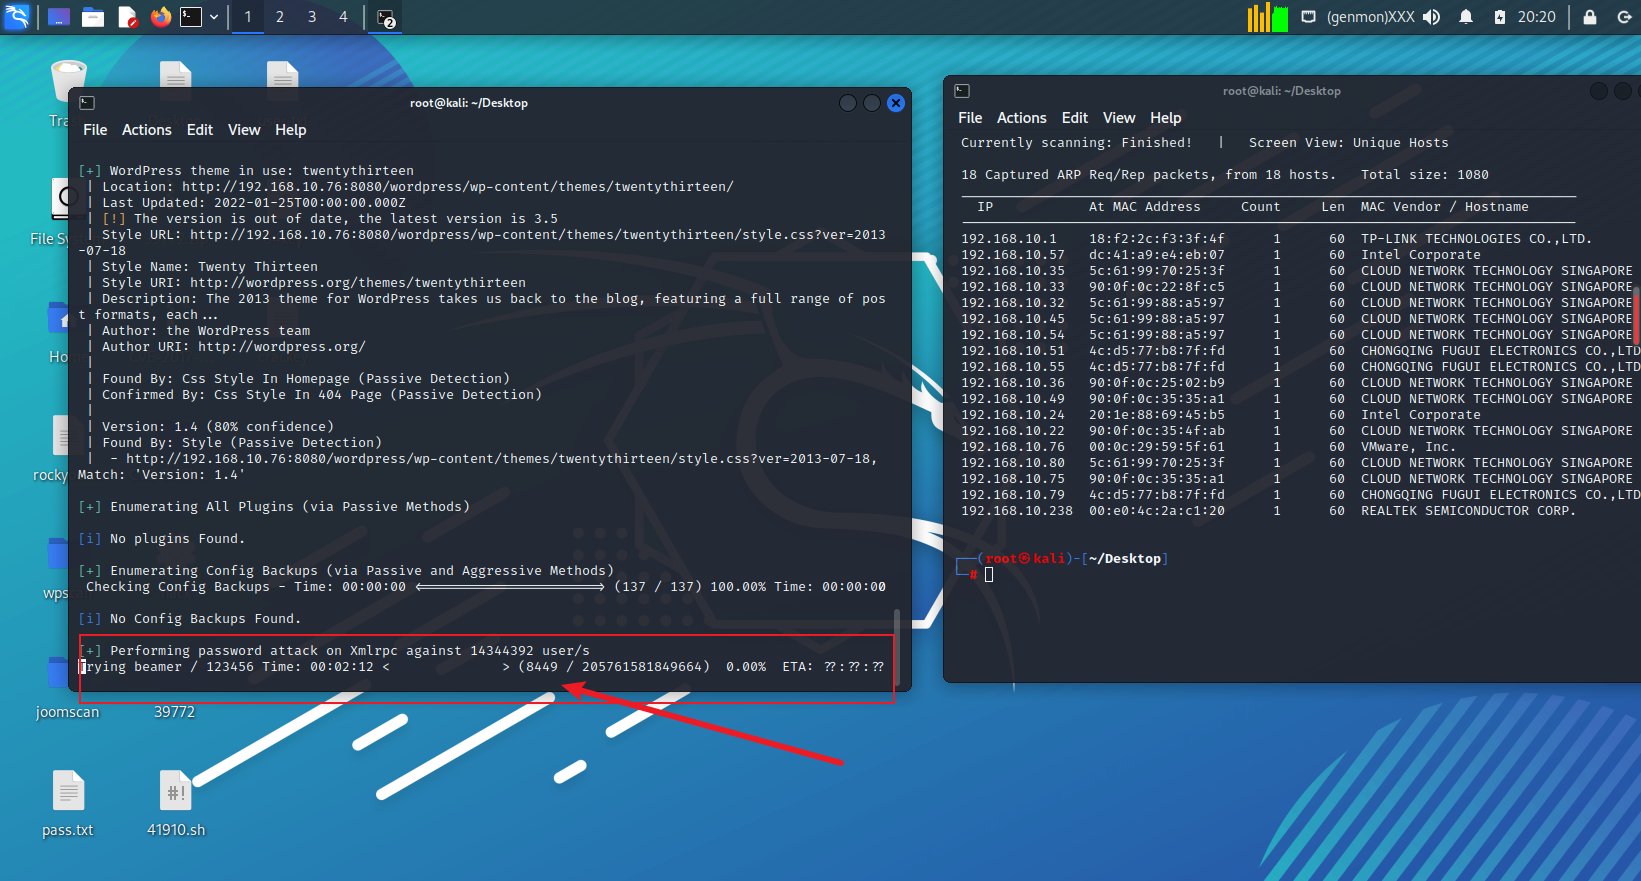 1 2 3 4
2
(genmon)XXX
20:20
Tra
File Sy
Ho
rocky
wps
joomscan
39772
pass.txt
#!
41910.sh
root@kali: ~/Desktop
File Actions Edit View Help
[+] WordPress theme in use: twentythirteen
| Location: http://192.168.10.76:8080/wordpress/wp-content/themes/twentythirteen/
| Last Updated: 2022-01-25T00:00:00.000Z
| [!] The version is out of date, the latest version is 3.5
| Style URL: http://192.168.10.76:8080/wordpress/wp-content/themes/twentythirteen/style.css?ver=2013
-07-18
| Style Name: Twenty Thirteen
| Style URI: http://wordpress.org/themes/twentythirteen
| Description: The 2013 theme for WordPress takes us back to the blog, featuring a full range of pos
t formats, each...
| Author: the WordPress team
| Author URI: http://wordpress.org/
|
| Found By: Css Style In Homepage (Passive Detection)
| Confirmed By: Css Style In 404 Page (Passive Detection)
|
| Version: 1.4 (80% confidence)
| Found By: Style (Passive Detection)
|  - http://192.168.10.76:8080/wordpress/wp-content/themes/twentythirteen/style.css?ver=2013-07-18,
Match: 'Version: 1.4'
[+] Enumerating All Plugins (via Passive Methods)
[i] No plugins Found.
[+] Enumerating Config Backups (via Passive and Aggressive Methods)
Checking Config Backups - Time: 00:00:00 <=======================> (137 / 137) 100.00% Time: 00:00:00
[i] No Config Backups Found.
[+] Performing password attack on Xmlrpc against 14344392 user/s
Trying beamer / 123456 Time: 00:02:12 <              > (8449 / 205761581849664)  0.00%  ETA: ??:??:??
root@kali: ~/Desktop
File Actions Edit View Help
Currently scanning: Finished!   |   Screen View: Unique Hosts
18 Captured ARP Req/Rep packets, from 18 hosts.   Total size: 1080
IP At MAC Address Count Len MAC Vendor / Hostname
192.168.10.1 18:f2:2c:f3:3f:4f 1 60 TP-LINK TECHNOLOGIES CO.,LTD.
192.168.10.57 dc:41:a9:e4:eb:07 1 60 Intel Corporate
192.168.10.35 5c:61:99:70:25:3f 1 60 CLOUD NETWORK TECHNOLOGY SINGAPORE
192.168.10.33 90:0f:0c:22:8f:c5 1 60 CLOUD NETWORK TECHNOLOGY SINGAPORE
192.168.10.32 5c:61:99:88:a5:97 1 60 CLOUD NETWORK TECHNOLOGY SINGAPORE
192.168.10.45 5c:61:99:88:a5:97 1 60 CLOUD NETWORK TECHNOLOGY SINGAPORE
192.168.10.54 5c:61:99:88:a5:97 1 60 CLOUD NETWORK TECHNOLOGY SINGAPORE
192.168.10.51 4c:d5:77:b8:7f:fd 1 60 CHONGQING FUGUI ELECTRONICS CO.,LTD
192.168.10.55 4c:d5:77:b8:7f:fd 1 60 CHONGQING FUGUI ELECTRONICS CO.,LTD
192.168.10.36 90:0f:0c:25:02:b9 1 60 CLOUD NETWORK TECHNOLOGY SINGAPORE
192.168.10.49 90:0f:0c:35:35:a1 1 60 CLOUD NETWORK TECHNOLOGY SINGAPORE
192.168.10.24 20:1e:88:69:45:b5 1 60 Intel Corporate
192.168.10.22 90:0f:0c:35:4f:ab 1 60 CLOUD NETWORK TECHNOLOGY SINGAPORE
192.168.10.76 00:0c:29:59:5f:61 1 60 VMware, Inc.
192.168.10.80 5c:61:99:70:25:3f 1 60 CLOUD NETWORK TECHNOLOGY SINGAPORE
192.168.10.75 90:0f:0c:35:35:a1 1 60 CLOUD NETWORK TECHNOLOGY SINGAPORE
192.168.10.79 4c:d5:77:b8:7f:fd 1 60 CHONGQING FUGUI ELECTRONICS CO.,LTD
192.168.10.238 00:e0:4c:2a:c1:20 1 60 REALTEK SEMICONDUCTOR CORP.
┌──(root㉿kali)-[~/Desktop]
└─#